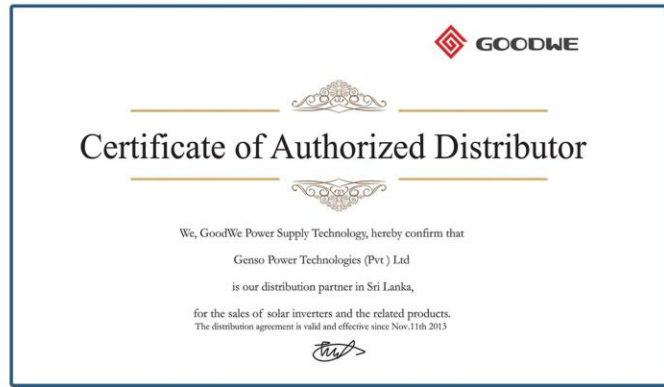 GOODWE
Certificate of Authorized Distributor
We, GoodWe Power Supply Technology, hereby confirm that
Genso Power Technologies (Pvt ) Ltd
is our distribution partner in Sri Lanka,
for the sales of solar inverters and the related products.
The distribution agreement is valid and effective since Nov.11th 2013